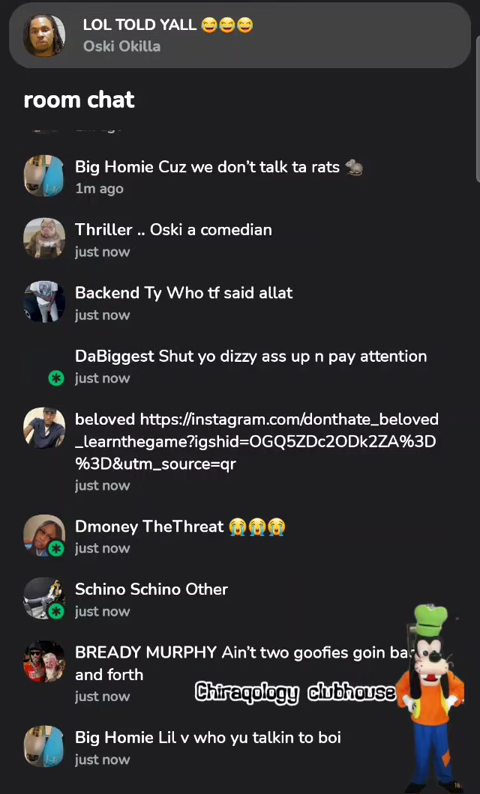 LOL TOLD YALL 😂😂😂
Oski Okilla
room chat
Big Homie Cuz we don't talk ta rats 🐀
1m ago
Thriller .. Oski a comedian
just now
Backend Ty Who tf said allat
just now
DaBiggest Shut yo dizzy ass up n pay attention
just now
beloved https://instagram.com/donthate_beloved
_learnthegame?igshid=OGQ5ZDc2ODk2ZA%3D
%3D&utm_source=qr
just now
Dmoney TheThreat 😭😭😭
just now
Schino Schino Other
just now
BREADY MURPHY Ain't two goofies goin
and forth
just now
Chiraqology clubhouse
Big Homie Lil v who yu talkin to boi
just now